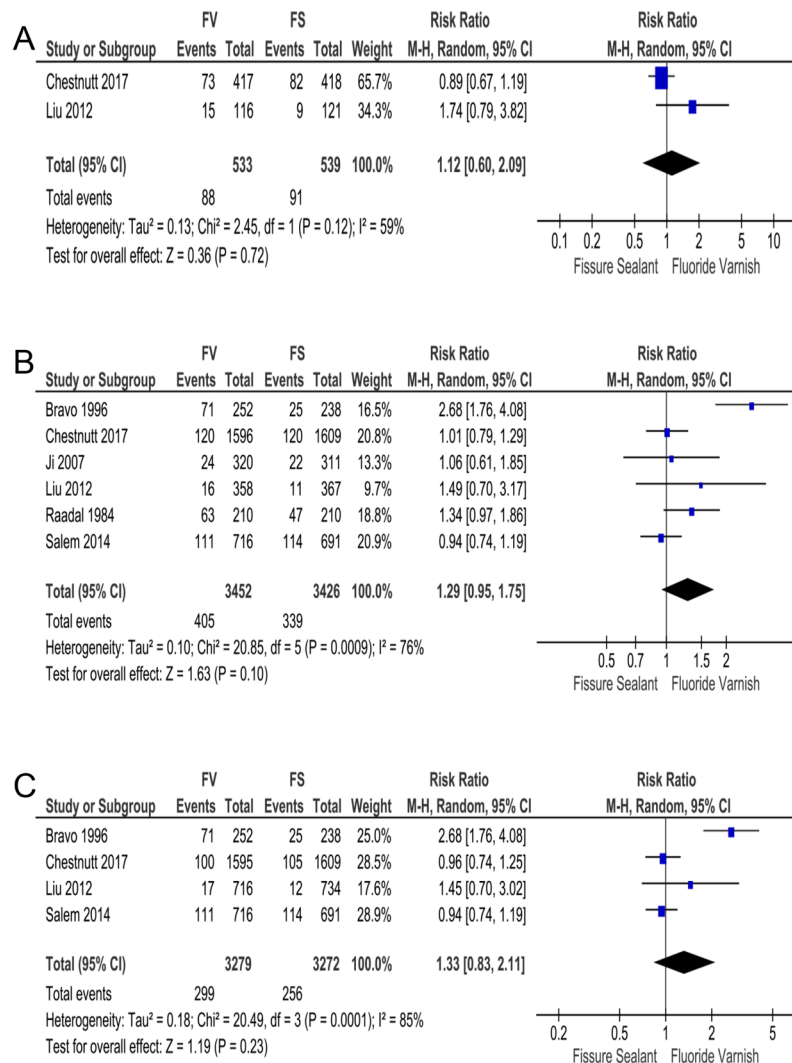 A
FV FS Risk Ratio Risk Ratio
Study or Subgroup Events Total Events Total Weight M-H, Random, 95% CI M-H, Random, 95% CI
Chestnutt 2017 73 417 82 418 65.7% 0.89 [0.67, 1.19]
Liu 2012 15 116 9 121 34.3% 1.74 [0.79, 3.82]
Total (95% CI) 533 539 100.0% 1.12 [0.60, 2.09]
Total events 88 91
Heterogeneity: Tau² = 0.13; Chi² = 2.45, df = 1 (P = 0.12); I² = 59%
Test for overall effect: Z = 0.36 (P = 0.72)
0.1 0.2 0.5 1 2 5 10
Fissure Sealant Fluoride Varnish
B
FV FS Risk Ratio Risk Ratio
Study or Subgroup Events Total Events Total Weight M-H, Random, 95% CI M-H, Random, 95% CI
Bravo 1996 71 252 25 238 16.5% 2.68 [1.76, 4.08]
Chestnutt 2017 120 1596 120 1609 20.8% 1.01 [0.79, 1.29]
Ji 2007 24 320 22 311 13.3% 1.06 [0.61, 1.85]
Liu 2012 16 358 11 367 9.7% 1.49 [0.70, 3.17]
Raadal 1984 63 210 47 210 18.8% 1.34 [0.97, 1.86]
Salem 2014 111 716 114 691 20.9% 0.94 [0.74, 1.19]
Total (95% CI) 3452 3426 100.0% 1.29 [0.95, 1.75]
Total events 405 339
Heterogeneity: Tau² = 0.10; Chi² = 20.85, df = 5 (P = 0.0009); I² = 76%
Test for overall effect: Z = 1.63 (P = 0.10)
0.5 0.7 1 1.5 2
Fissure Sealant Fluoride Varnish
C
FV FS Risk Ratio Risk Ratio
Study or Subgroup Events Total Events Total Weight M-H, Random, 95% CI M-H, Random, 95% CI
Bravo 1996 71 252 25 238 25.0% 2.68 [1.76, 4.08]
Chestnutt 2017 100 1595 105 1609 28.5% 0.96 [0.74, 1.25]
Liu 2012 17 716 12 734 17.6% 1.45 [0.70, 3.02]
Salem 2014 111 716 114 691 28.9% 0.94 [0.74, 1.19]
Total (95% CI) 3279 3272 100.0% 1.33 [0.83, 2.11]
Total events 299 256
Heterogeneity: Tau² = 0.18; Chi² = 20.49, df = 3 (P = 0.0001); I² = 85%
Test for overall effect: Z = 1.19 (P = 0.23)
0.2 0.5 1 2 5
Fissure Sealant Fluoride Varnish